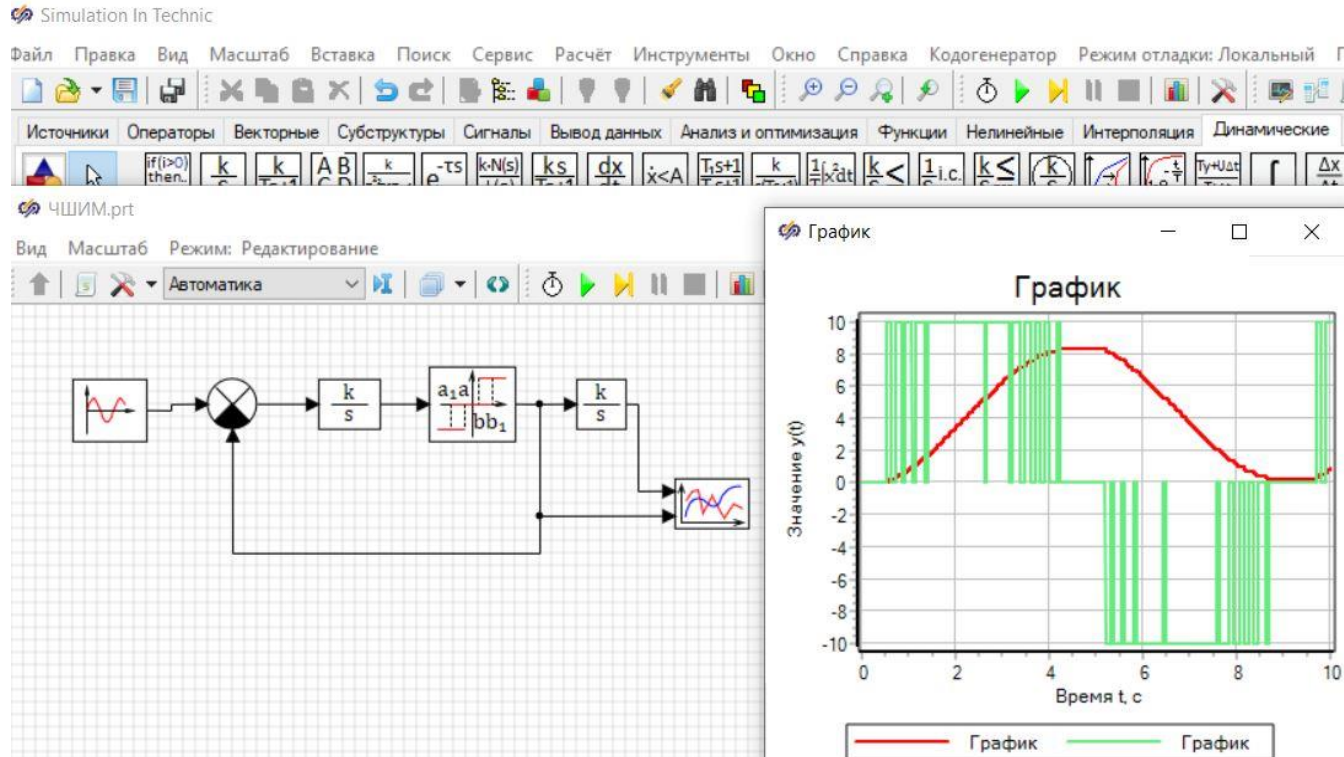 Simulation In Technic
Файл Правка Вид Масштаб Вставка Поиск Сервис Расчёт Инструменты Окно Справка Кодогенератор Режим отладки: Локальный
Источники Операторы Векторные Субструктуры Сигналы Вывод данных Анализ и оптимизация Функции Нелинейные Интерполяция Динамические
ЧШИМ.prt
Вид Масштаб Режим: Редактирование
Автоматика
k
s
a₁a
bb₁
k
s
График
График
10
8
6
4
2
0
-2
-4
-6
-8
-10
Значение y(t)
0 2 4 6 8 10
Время t, с
График График